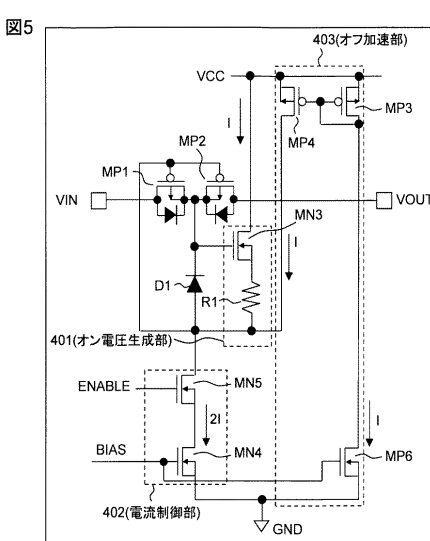 図5
403(オフ加速部)
VCC
I
MP4
MP3
MP1
MP2
VIN
VOUT
MN3
I
D1
R1
401(オン電圧生成部)
ENABLE
MN5
2I
I
BIAS
MN4
MP6
402(電流制御部)
GND